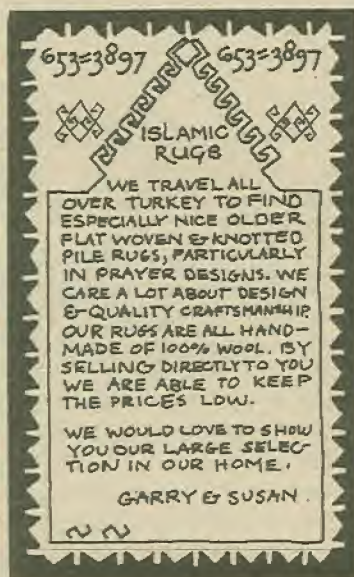 653=3897 653=3897
ISLAMIC
RUGS
WE TRAVEL ALL
OVER TURKEY TO FIND
ESPECIALLY NICE OLDER
FLAT WOVEN & KNOTTED
PILE RUGS, PARTICULARLY
IN PRAYER DESIGNS. WE
CARE A LOT ABOUT DESIGN
& QUALITY CRAFTSMANSHIP.
OUR RUGS ARE ALL HAND-
MADE OF 100% WOOL. BY
SELLING DIRECTLY TO YOU
WE ARE ABLE TO KEEP
THE PRICES LOW.
WE WOULD LOVE TO SHOW
YOU OUR LARGE SELEC-
TION IN OUR HOME.
GARRY & SUSAN.